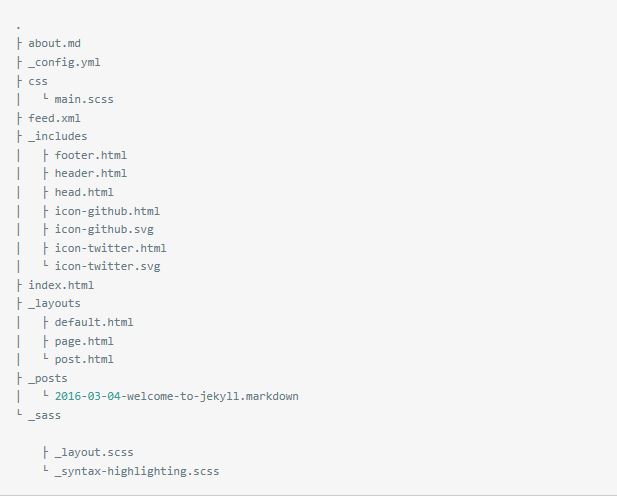 .
├ about.md
├ _config.yml
├ css
│   └ main.scss
├ feed.xml
├ _includes
│   ├ footer.html
│   ├ header.html
│   ├ head.html
│   ├ icon-github.html
│   ├ icon-github.svg
│   ├ icon-twitter.html
│   └ icon-twitter.svg
├ index.html
├ _layouts
│   ├ default.html
│   ├ page.html
│   └ post.html
├ _posts
│   └ 2016-03-04-welcome-to-jekyll.markdown
└ _sass
    ├ _layout.scss
    └ _syntax-highlighting.scss